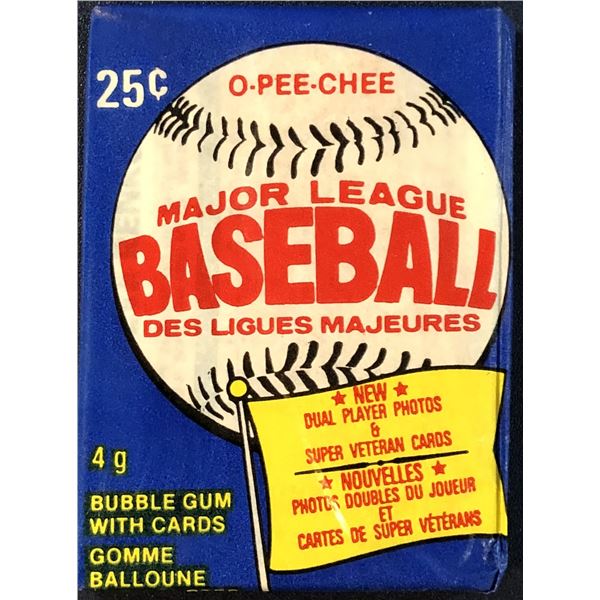 25¢
O-PEE-CHEE
MAJOR LEAGUE
BASEBALL
DES LIGUES MAJEURES
★ NEW ★
DUAL PLAYER PHOTOS
&
SUPER VETERAN CARDS
★ NOUVELLES ★
PHOTOS DOUBLES DU JOUEUR
ET
CARTES DE SUPER VÉTÉRANS
4 g
BUBBLE GUM
WITH CARDS
GOMME
BALLOUNE